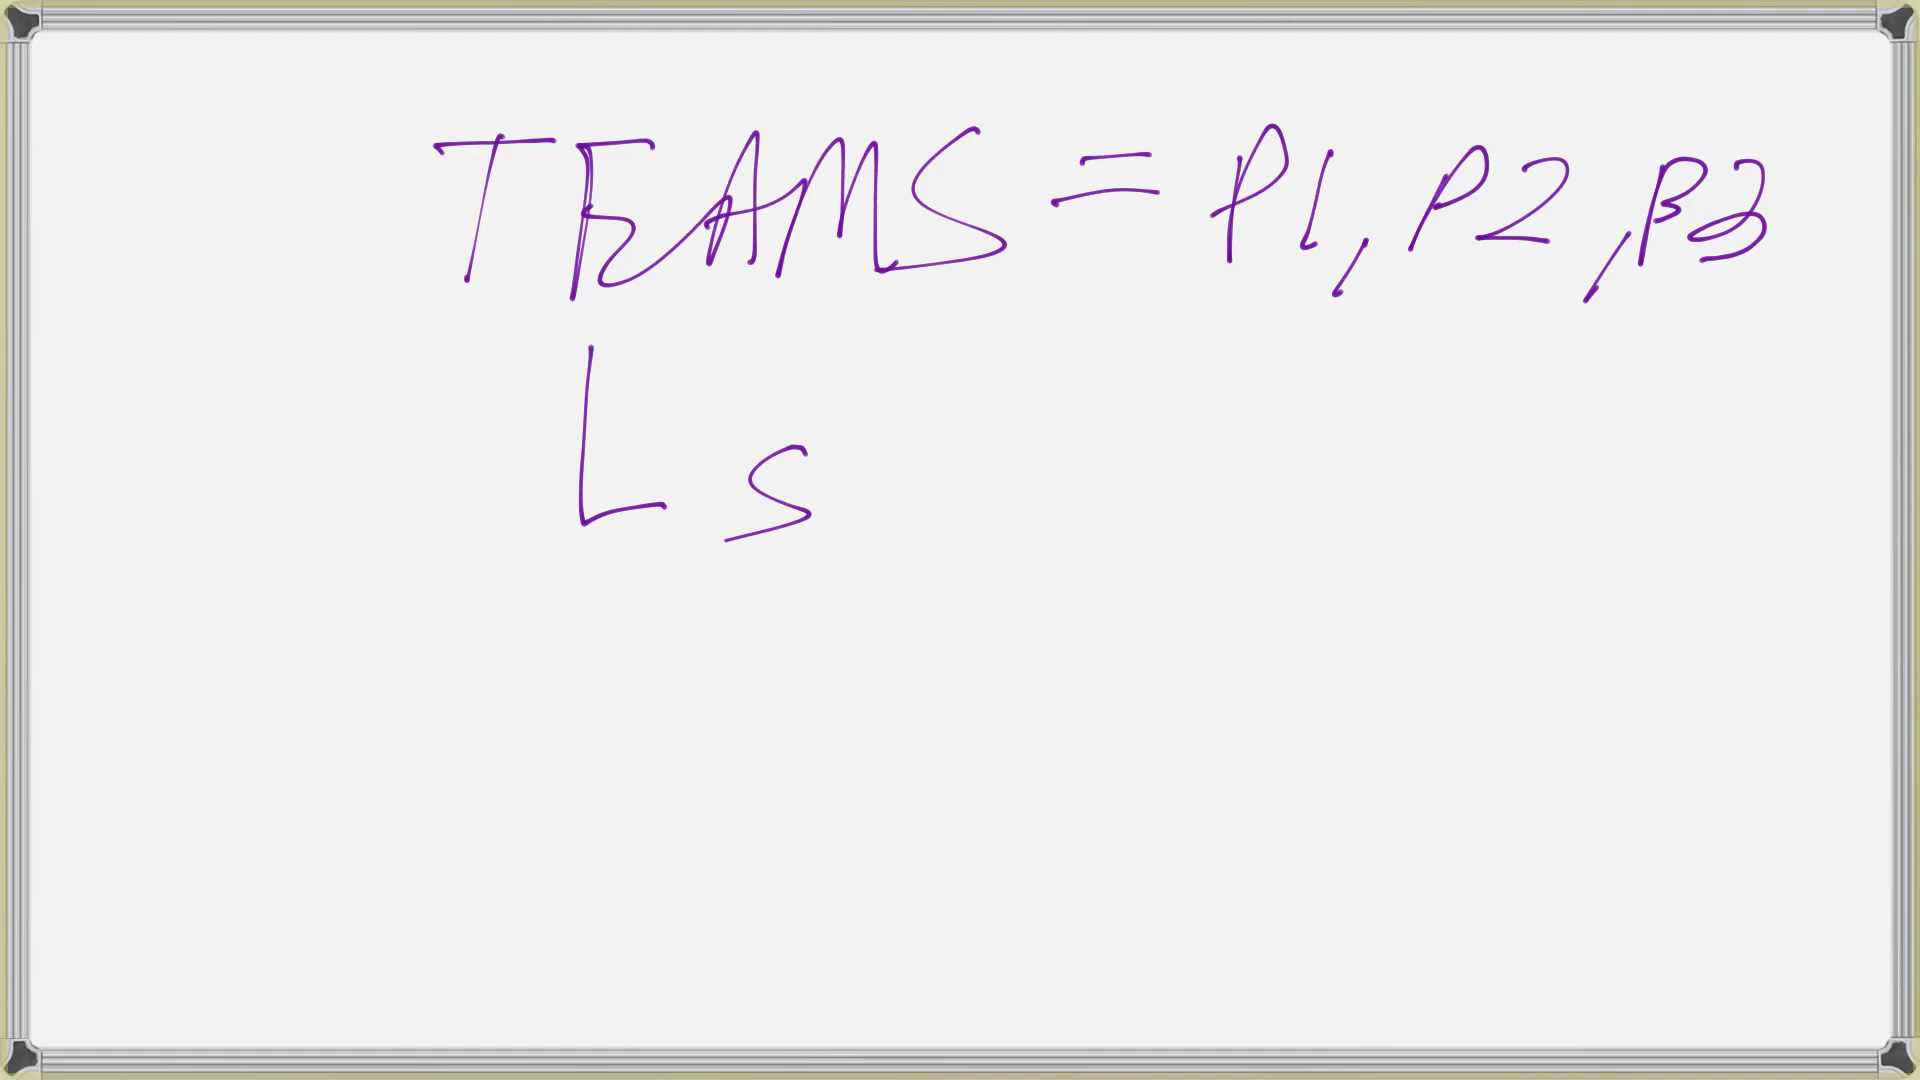 TEAMS = P1, P2, P3
L S